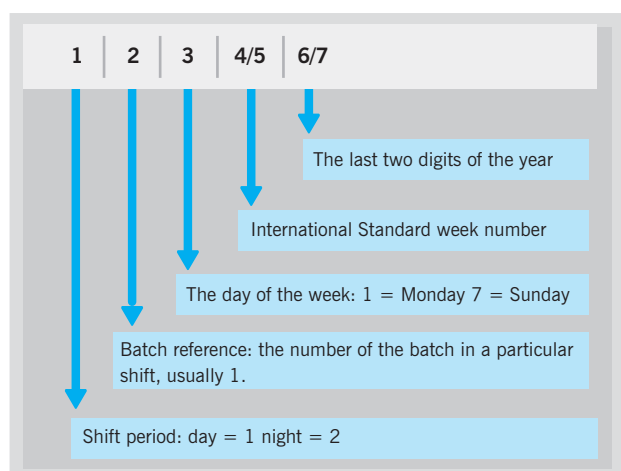 1 2 3 4/5 6/7
The last two digits of the year
International Standard week number
The day of the week: 1 = Monday 7 = Sunday
Batch reference: the number of the batch in a particular
shift, usually 1.
Shift period: day = 1 night = 2